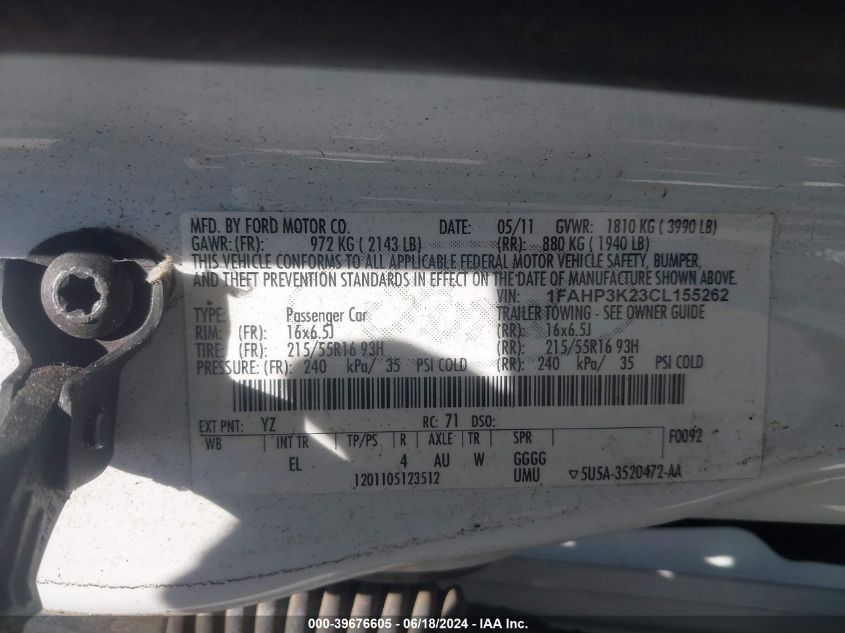 MFD. BY FORD MOTOR CO. DATE: 05/11 GVWR: 1810 KG ( 3990 LB)
GAWR:(FR): 972 KG ( 2143 LB) (RR): 880 KG ( 1940 LB)
THIS VEHICLE CONFORMS TO ALL APPLICABLE FEDERAL MOTOR VEHICLE SAFETY, BUMPER,
AND THEFT PREVENTION STANDARDS IN EFFECT ON THE DATE OF MANUFACTURE SHOWN ABOVE.
VIN: 1FAHP3K23CL155262
TYPE: Passenger Car TRAILER TOWING - SEE OWNER GUIDE
RIM: (FR): 16x6.5J (RR): 16x6.5J
TIRE: (FR): 215/55R16 93H (RR): 215/55R16 93H
PRESSURE: (FR): 240 kPa/ 35 PSI COLD (RR): 240 kPa/ 35 PSI COLD
EXT PNT: YZ RC: 71 DSO: F0092
WB INT TR TP/PS R AXLE TR SPR
EL 4 AU W GGGG
1201105123512 UMU ▽5U5A-3520472-AA
000-39676605 - 06/18/2024 - IAA Inc.